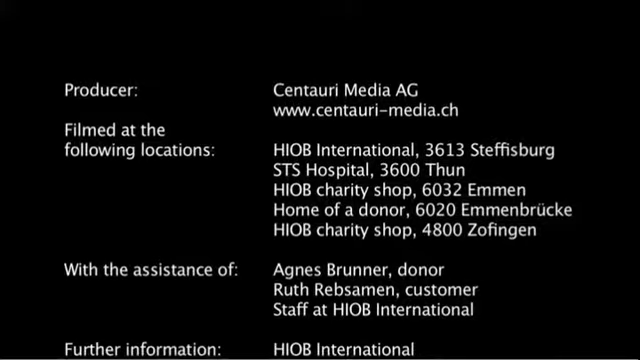 Producer: Centauri Media AG
www.centauri-media.ch
Filmed at the
following locations: HIOB International, 3613 Steffisburg
STS Hospital, 3600 Thun
HIOB charity shop, 6032 Emmen
Home of a donor, 6020 Emmenbrücke
HIOB charity shop, 4800 Zofingen
With the assistance of: Agnes Brunner, donor
Ruth Rebsamen, customer
Staff at HIOB International
Further information: HIOB International